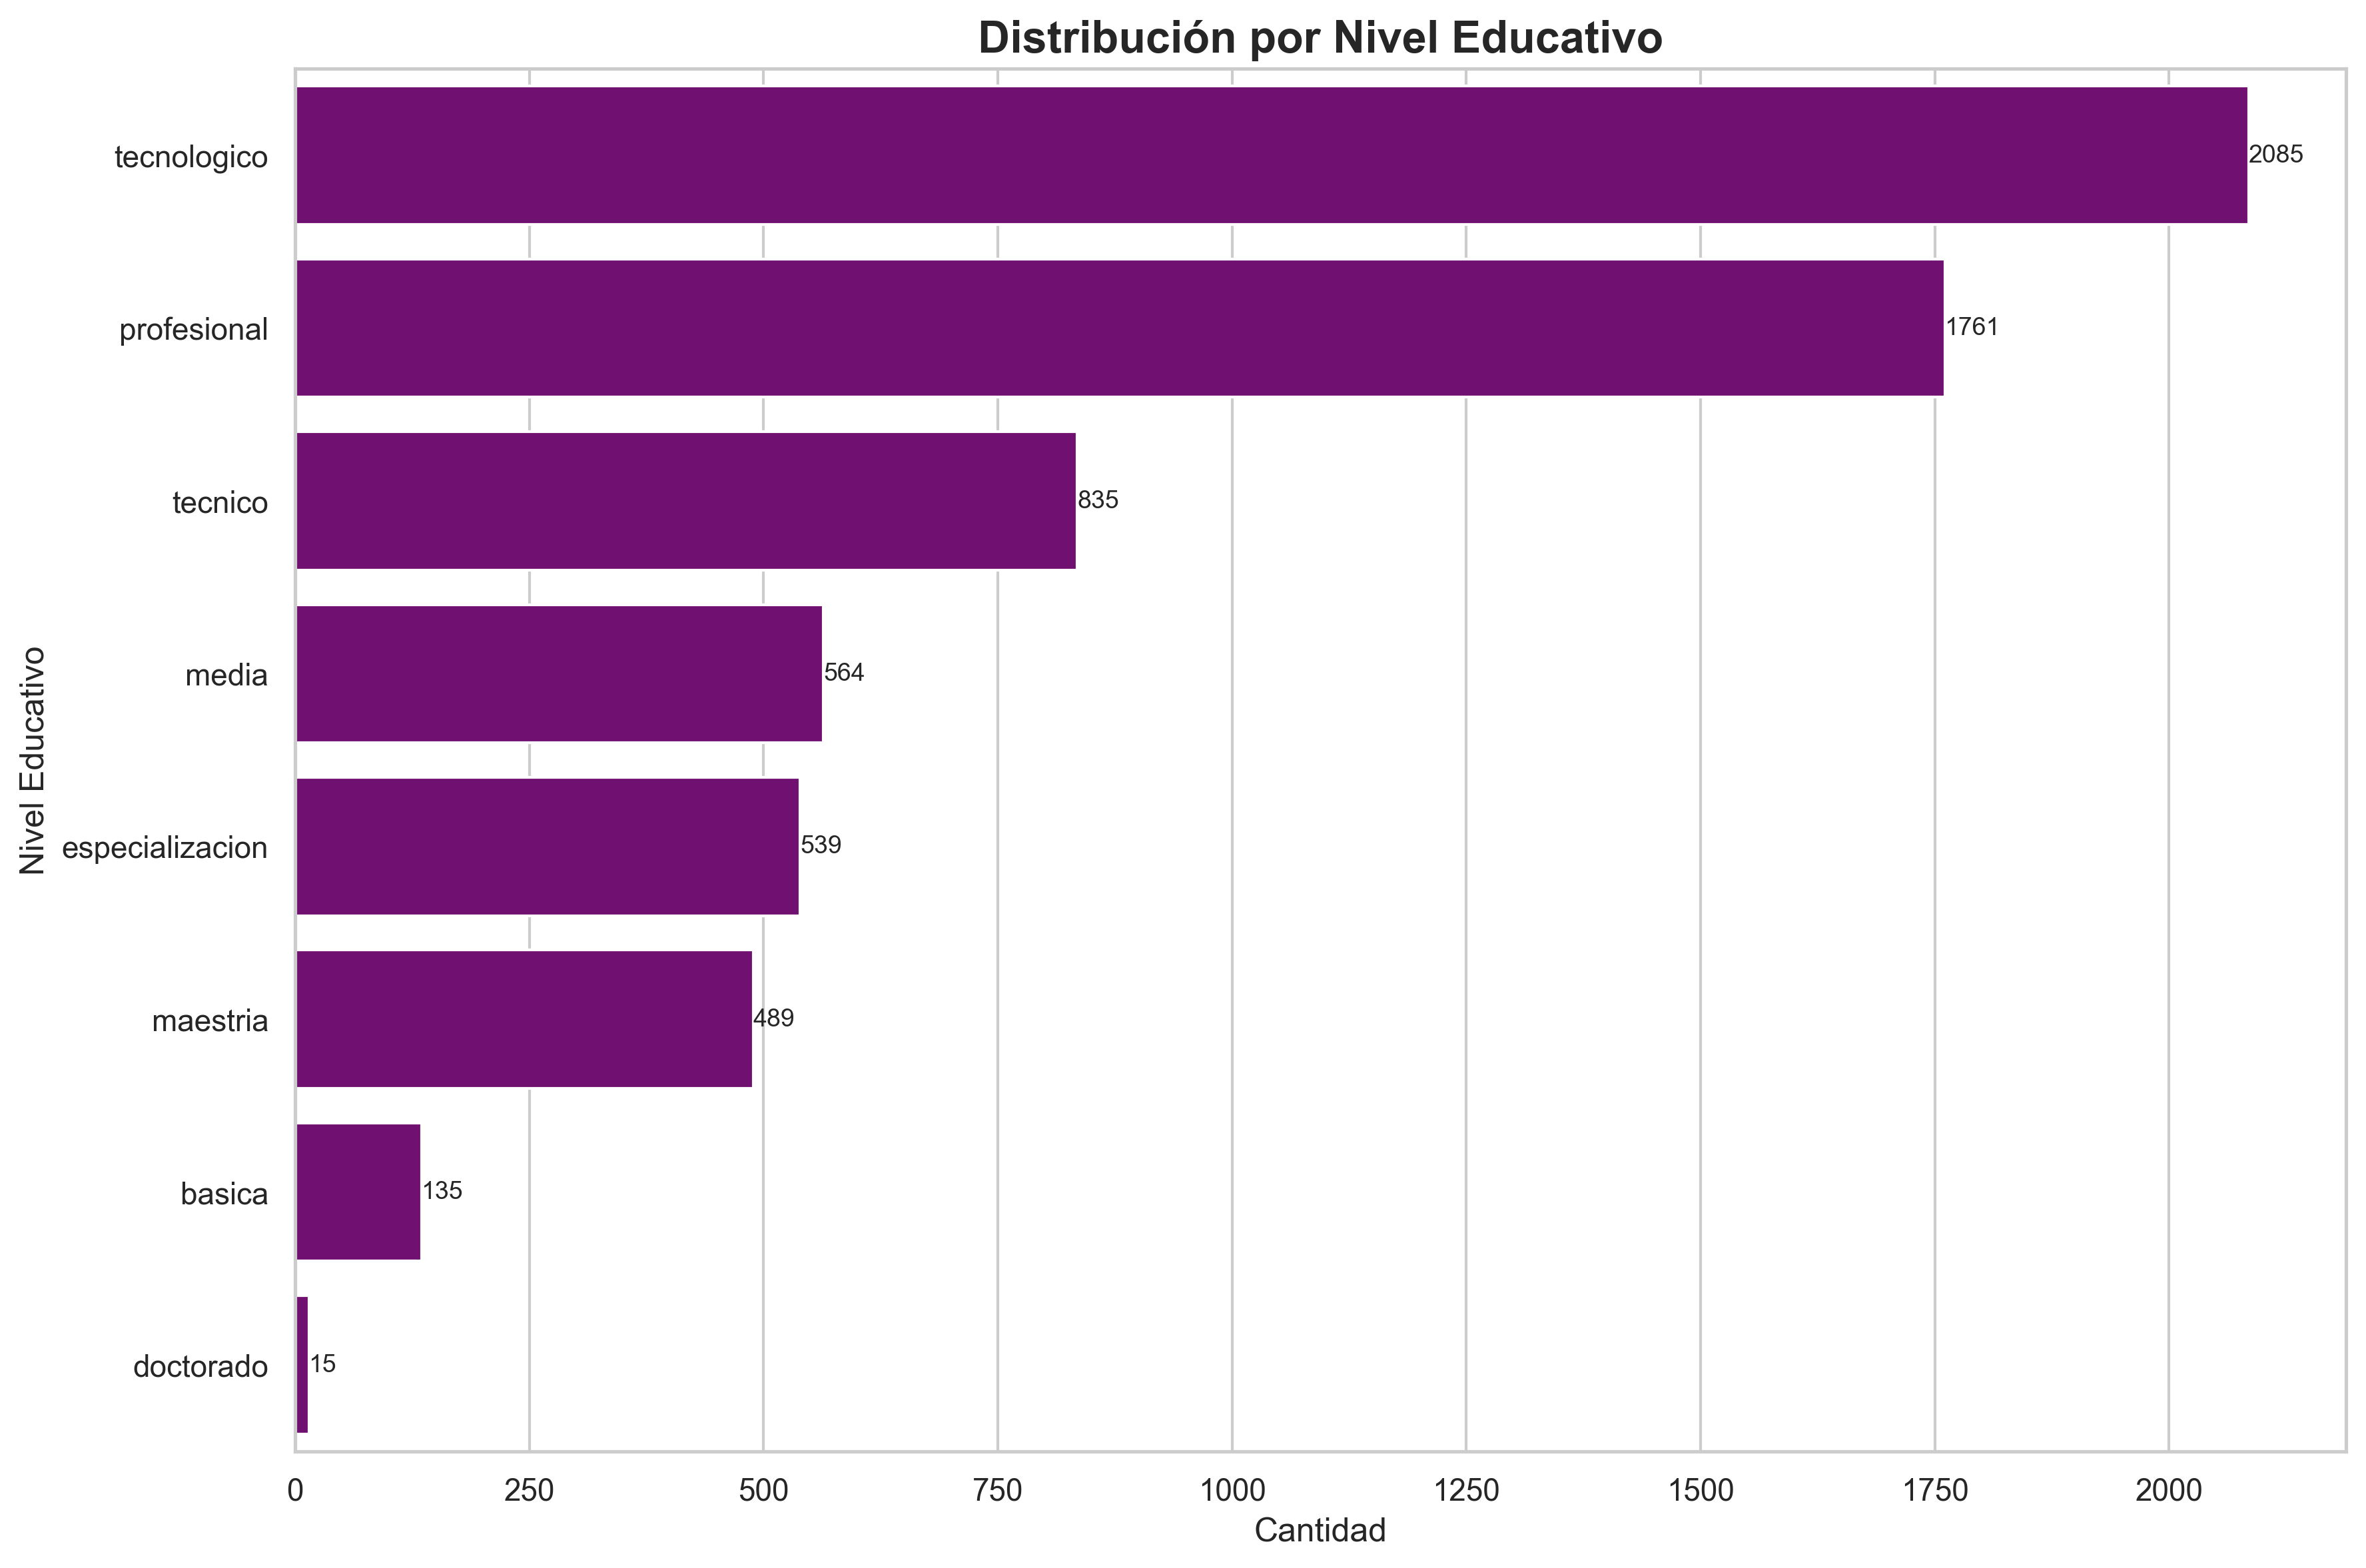 Distribución por Nivel Educativo
Nivel Educativo
tecnologico
2085
profesional
1761
tecnico
835
media
564
especializacion
539
maestria
489
basica
135
doctorado
15
0 250 500 750 1000 1250 1500 1750 2000
Cantidad